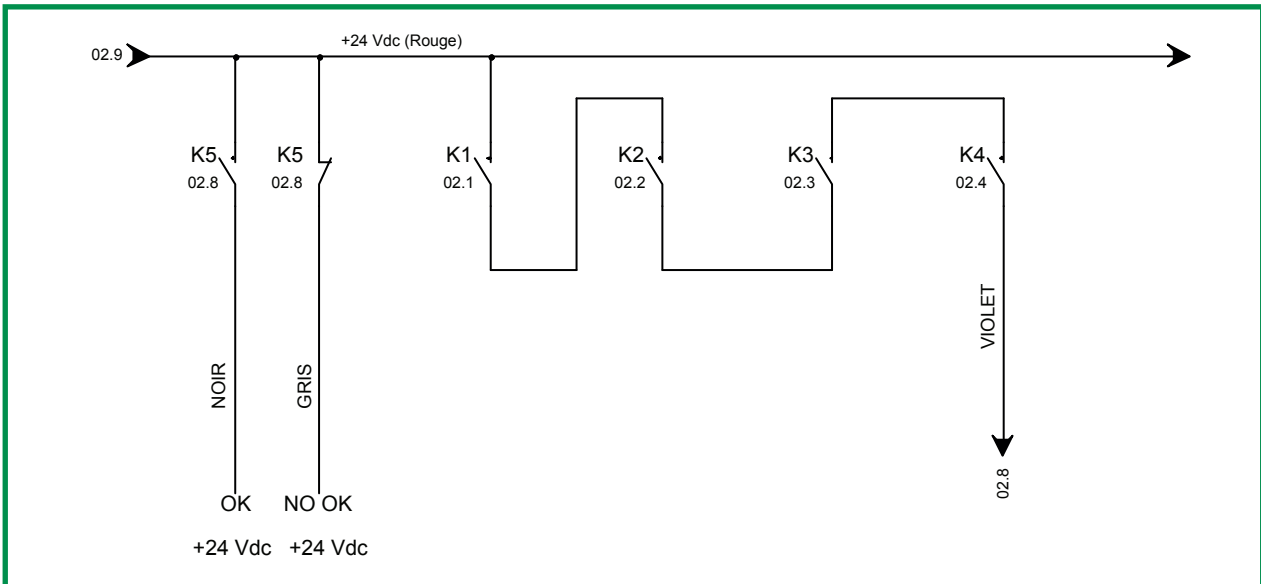 +24 Vdc (Rouge)
02.9
K5 K5 K1 K2 K3 K4
02.8 02.8 02.1 02.2 02.3 02.4
VIOLET
NOIR
GRIS
02.8
OK NO OK
+24 Vdc +24 Vdc